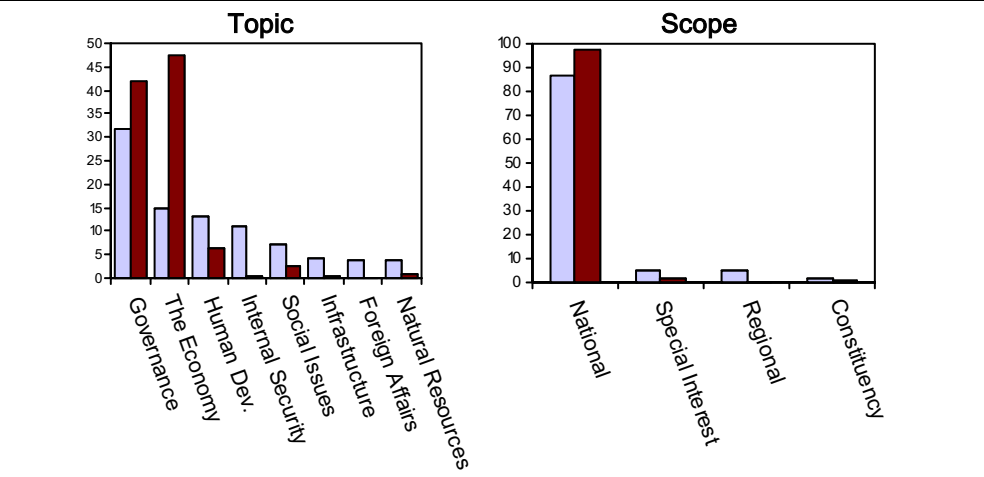 Topic
50
45
40
35
30
25
20
15
10
5
0
Governance
The Economy
Human Dev.
Internal Security
Social Issues
Infrastructure
Foreign Affairs
Natural Resources
Scope
100
90
80
70
60
50
40
30
20
10
0
National
Special Interest
Regional
Constituency